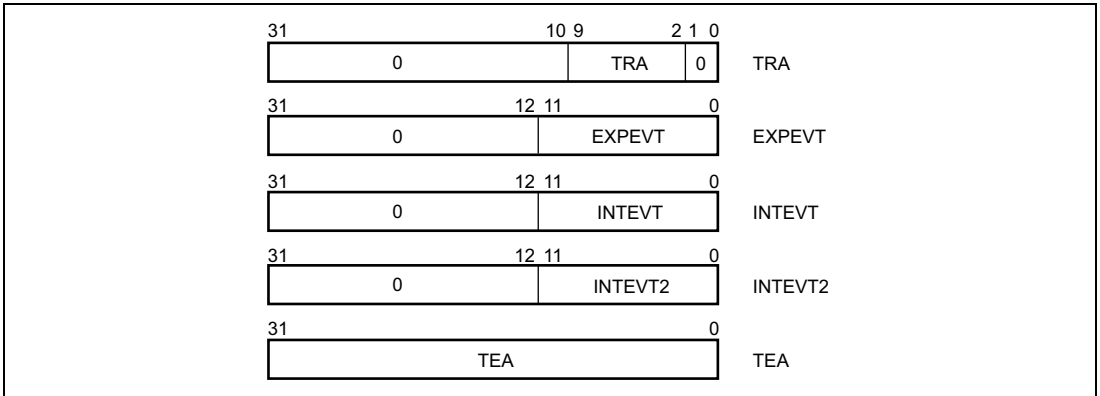 31 10 9 2 1 0
0 TRA 0 TRA
31 12 11 0
0 EXPEVT EXPEVT
31 12 11 0
0 INTEVT INTEVT
31 12 11 0
0 INTEVT2 INTEVT2
31 0
TEA TEA